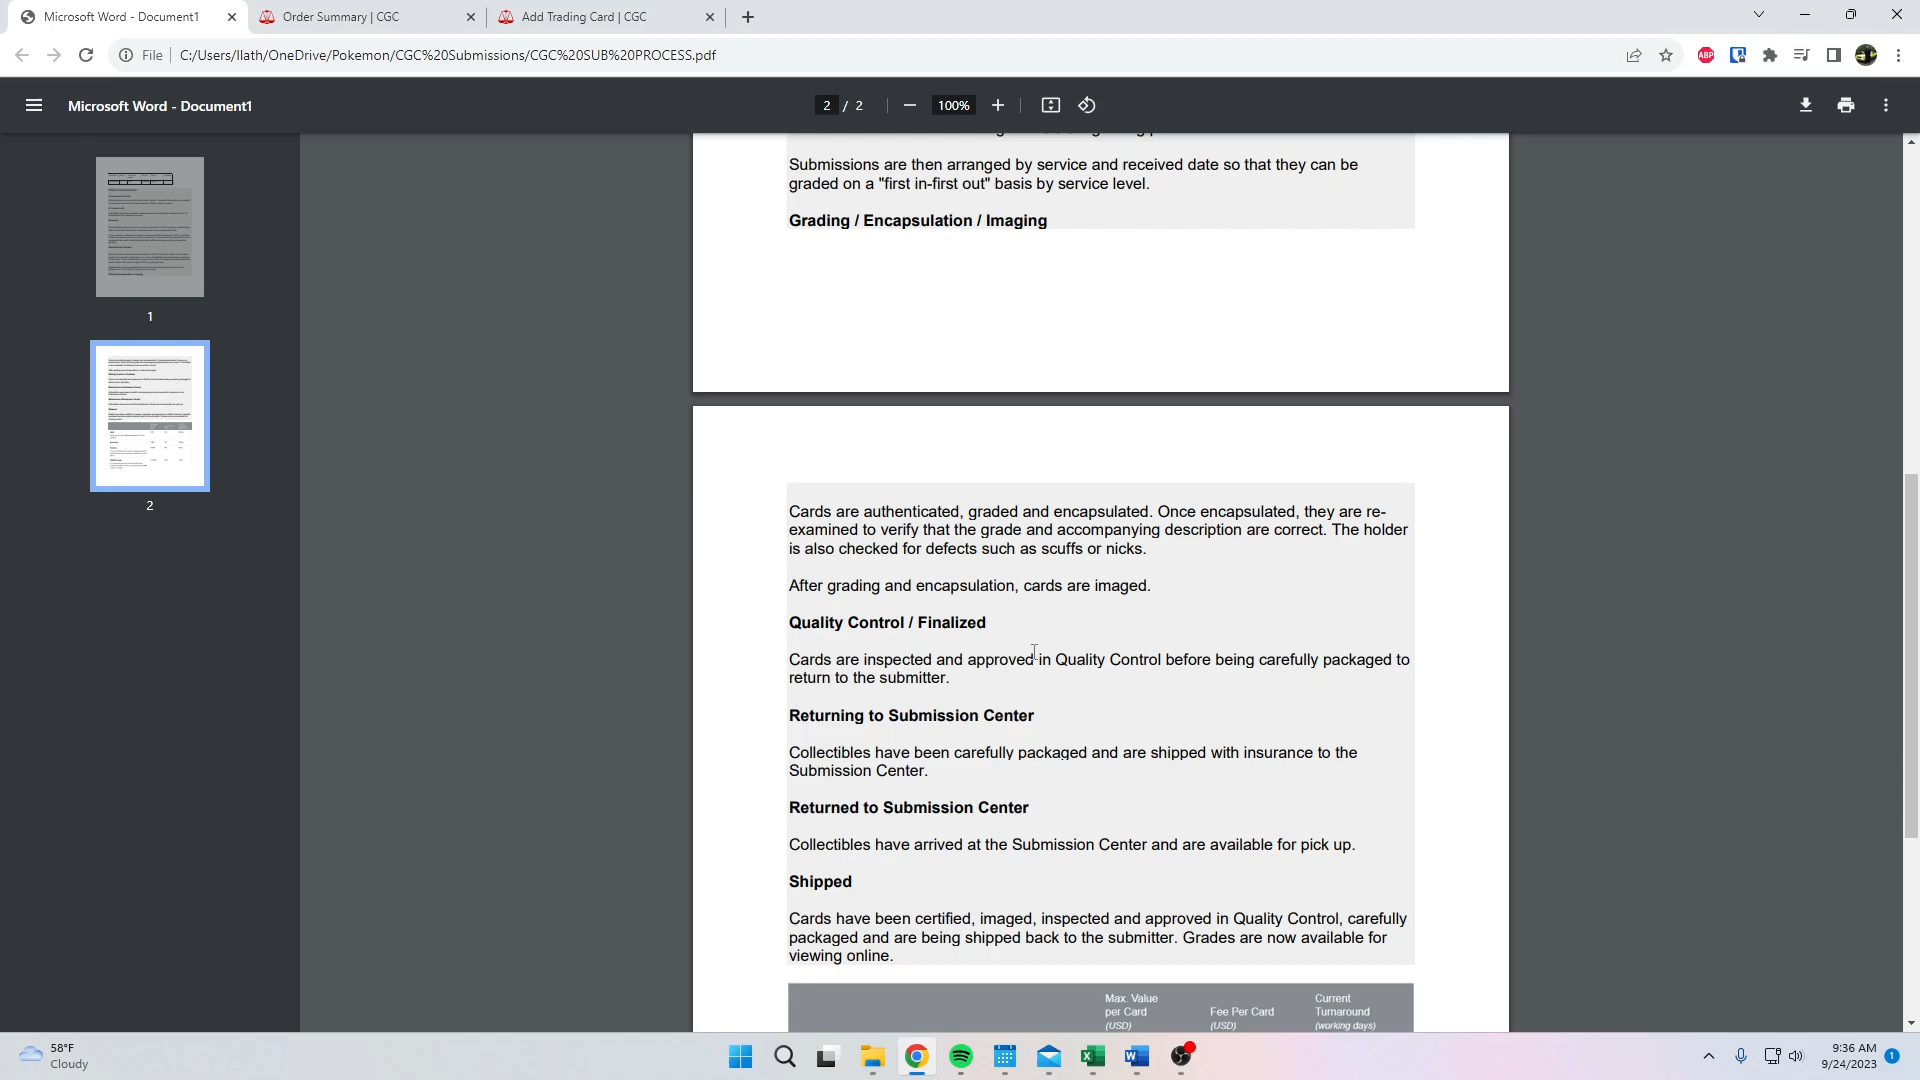 Microsoft Word - Document1
Order Summary | CGC
Add Trading Card | CGC
File
C:/Users/llath/OneDrive/Pokemon/CGC%20Submissions/CGC%20SUB%20PROCESS.pdf
ABP
Microsoft Word - Document1
2 / 2
100%
Submissions are then arranged by service and received date so that they can be
graded on a "first in-first out" basis by service level.
Grading / Encapsulation / Imaging
1
2
Cards are authenticated, graded and encapsulated. Once encapsulated, they are re-
examined to verify that the grade and accompanying description are correct. The holder
is also checked for defects such as scuffs or nicks.
After grading and encapsulation, cards are imaged.
Quality Control / Finalized
Cards are inspected and approved in Quality Control before being carefully packaged to
return to the submitter.
Returning to Submission Center
Collectibles have been carefully packaged and are shipped with insurance to the
Submission Center.
Returned to Submission Center
Collectibles have arrived at the Submission Center and are available for pick up.
Shipped
Cards have been certified, imaged, inspected and approved in Quality Control, carefully
packaged and are being shipped back to the submitter. Grades are now available for
viewing online.
Max. Value
per Card
(USD)
Fee Per Card
(USD)
Current
Turnaround
(working days)
58°F
Cloudy
9:36 AM
9/24/2023
1